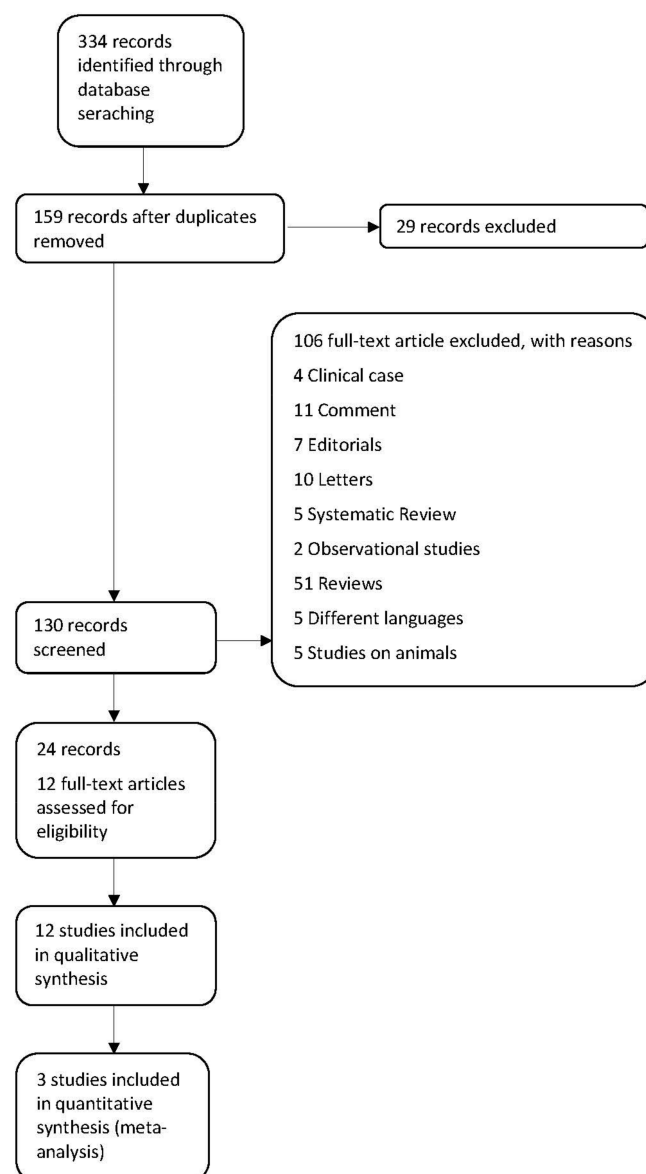 334 records
identified through
database
seraching
159 records after duplicates
removed
29 records excluded
106 full-text article excluded, with reasons
4 Clinical case
11 Comment
7 Editorials
10 Letters
5 Systematic Review
2 Observational studies
51 Reviews
5 Different languages
5 Studies on animals
130 records
screened
24 records
12 full-text articles
assessed for
eligibility
12 studies included
in qualitative
synthesis
3 studies included
in quantitative
synthesis (meta-
analysis)